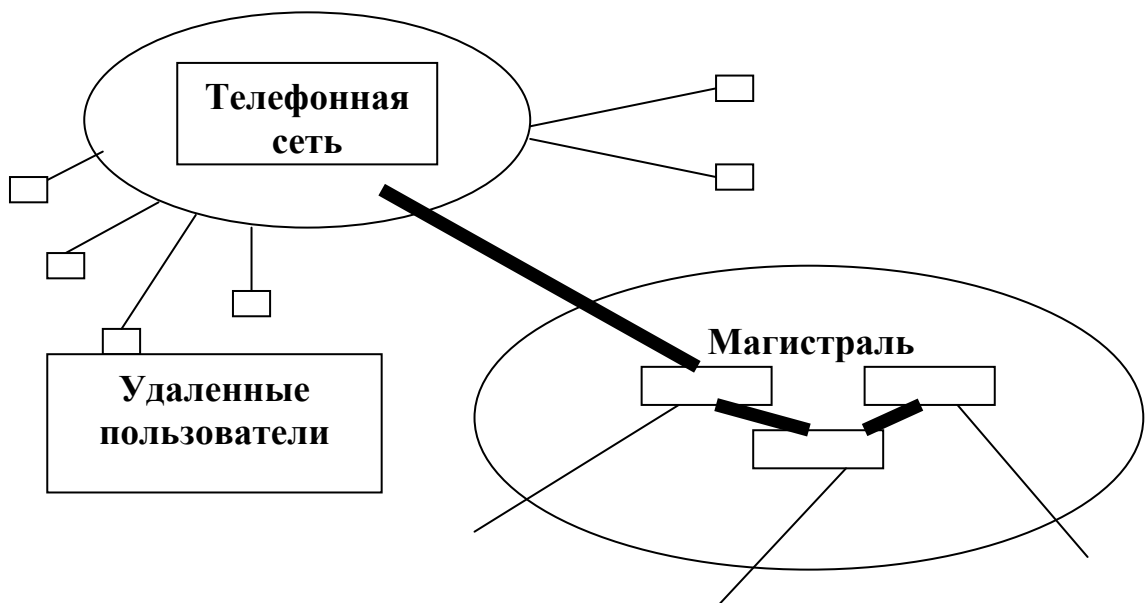 Телефонная
сеть
Магистраль
Удаленные
пользователи